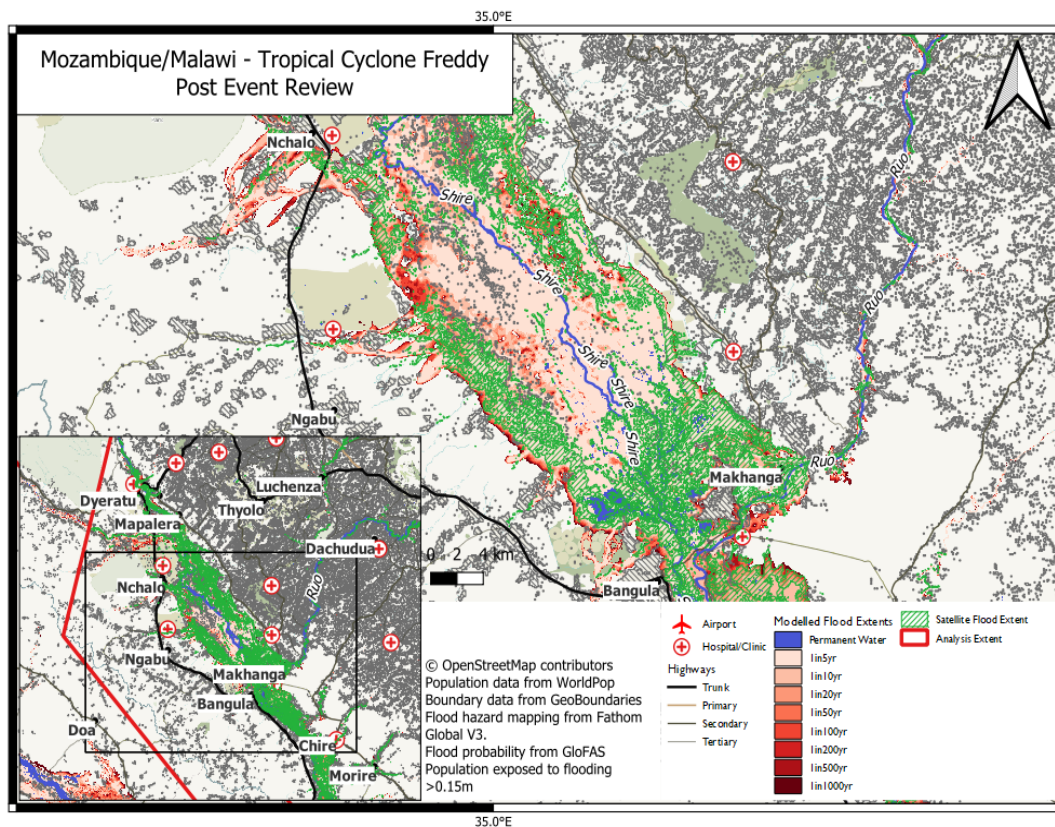 35.0°E
Mozambique/Malawi - Tropical Cyclone Freddy
Post Event Review
Nchalo
Shire
Ruo
Shire
Ruo
Shire
Shire
Ngabu
Shire
Ruo
Makhanga
Bangula
0 2 4 km
Luchenza
Dyeratu
Thyolo
Mapalera
Dachudua
Nchalo
Ruo
Ngabu
Makhanga
Bangula
Doa
Chire
Morire
© OpenStreetMap contributors
Population data from WorldPop
Boundary data from GeoBoundaries
Flood hazard mapping from Fathom
Global V3.
Flood probability from GloFAS
Population exposed to flooding
>0.15m
Airport
Hospital/Clinic
Highways
Trunk
Primary
Secondary
Tertiary
Modelled Flood Extents
Permanent Water
1in5yr
1in10yr
1in20yr
1in50yr
1in100yr
1in200yr
1in500yr
1in1000yr
Satellite Flood Extent
Analysis Extent
35.0°E